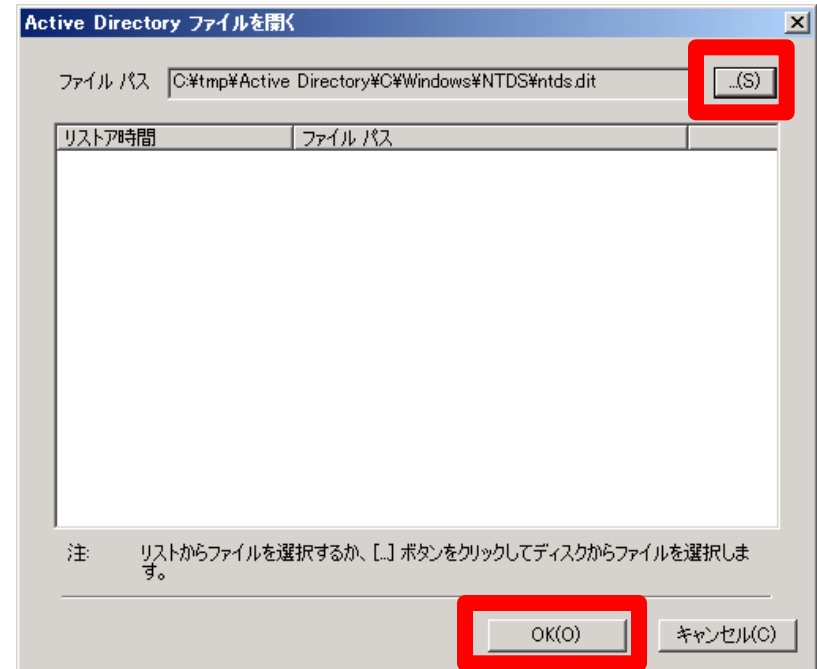 Active Directory ファイルを開く
ファイル パス C:¥tmp¥Active Directory¥C¥Windows¥NTDS¥ntds.dit ...(S)
リストア時間 ファイル パス
注: リストからファイルを選択するか、[...] ボタンをクリックしてディスクからファイルを選択しま
す。
OK(O) キャンセル(C)